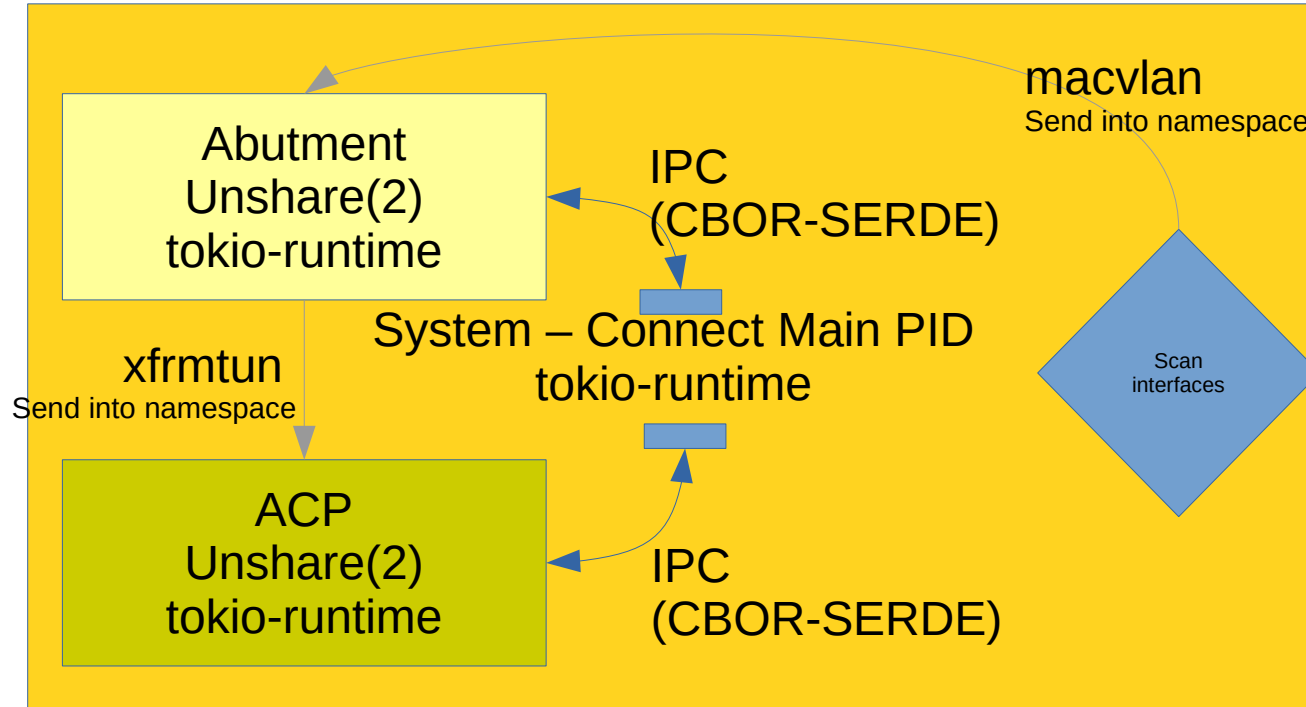 macvlan
Send into namespace
Abutment
Unshare(2)
tokio-runtime
IPC
(CBOR-SERDE)
System – Connect Main PID
tokio-runtime
Scan
interfaces
xfrmtun
Send into namespace
ACP
Unshare(2)
tokio-runtime
IPC
(CBOR-SERDE)